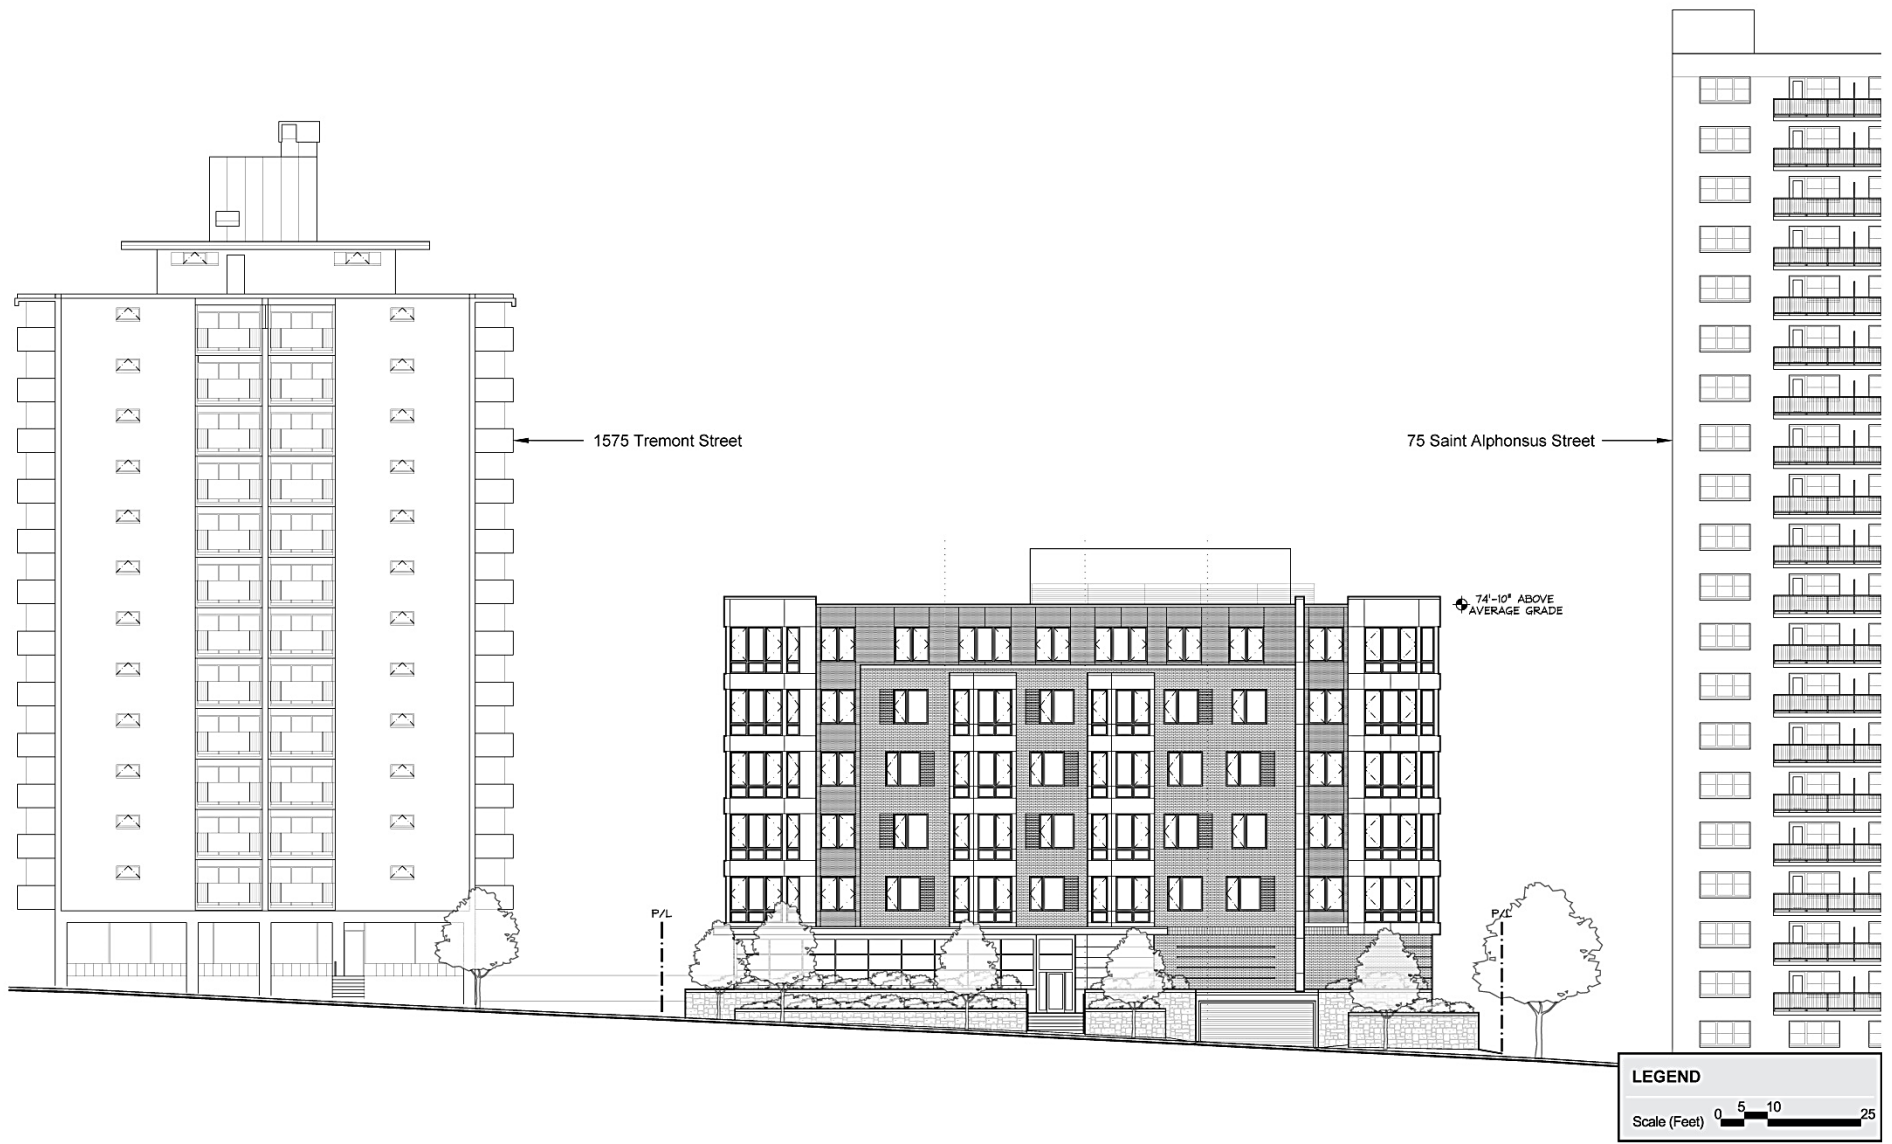 1575 Tremont Street
75 Saint Alphonsus Street
74'-10" ABOVE
AVERAGE GRADE
P/L
P/L
LEGEND
Scale (Feet) 0 5 10 25